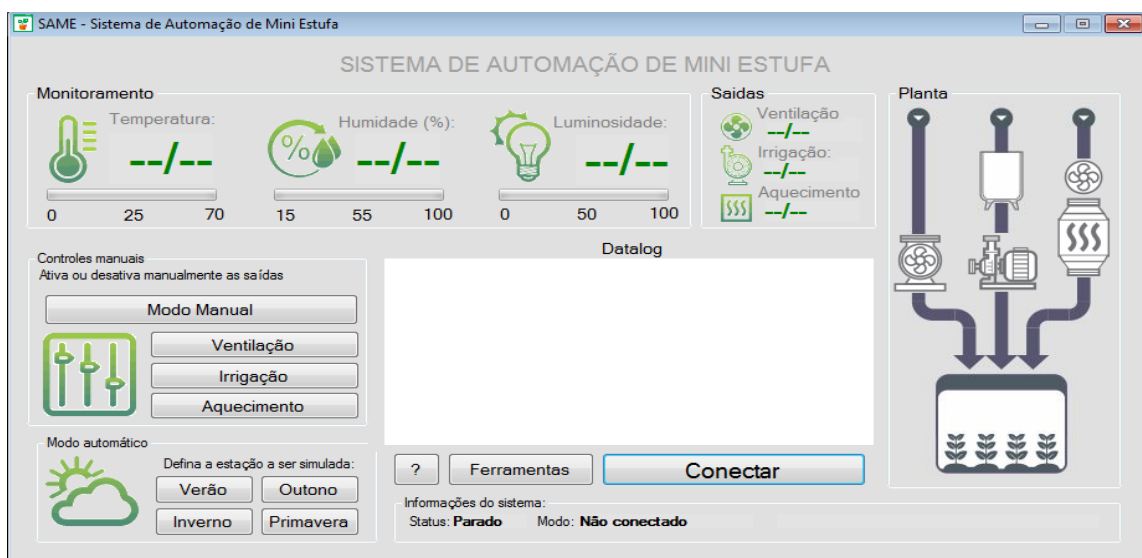 SAME - Sistema de Automação de Mini Estufa
SISTEMA DE AUTOMAÇÃO DE MINI ESTUFA
Monitoramento
Temperatura:
--/--
0 25 70
%
Humidade (%):
--/--
15 55 100
Luminosidade:
--/--
0 50 100
Saidas
Ventilação
--/--
Irrigação:
--/--
Aquecimento
--/--
Planta
Controles manuais
Ativa ou desativa manualmente as saídas
Modo Manual
Ventilação
Irrigação
Aquecimento
Datalog
Modo automático
Defina a estação a ser simulada:
Verão Outono
Inverno Primavera
? Ferramentas Conectar
Informações do sistema:
Status: Parado Modo: Não conectado